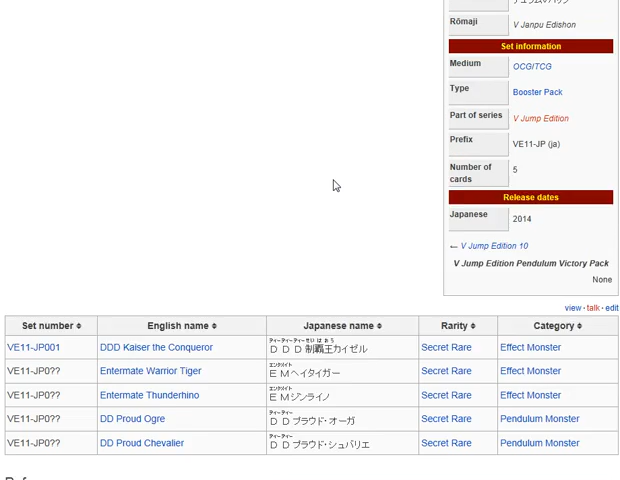 Rōmaji V Janpu Edishon
Set information
Medium OCG/TCG
Type Booster Pack
Part of series V Jump Edition
Prefix VE11-JP (ja)
Number of cards 5
Release dates
Japanese 2014
← V Jump Edition 10
V Jump Edition Pendulum Victory Pack
None
view · talk · edit
Set number English name Japanese name Rarity Category
VE11-JP001 DDD Kaiser the Conqueror ＤＤＤ制覇王カイゼル Secret Rare Effect Monster
VE11-JP0?? Entermate Warrior Tiger ＥＭヘイタイガー Secret Rare Effect Monster
VE11-JP0?? Entermate Thunderhino ＥＭジンライノ Secret Rare Effect Monster
VE11-JP0?? DD Proud Ogre ＤＤプラウド・オーガ Secret Rare Pendulum Monster
VE11-JP0?? DD Proud Chevalier ＤＤプラウド・シュバリエ Secret Rare Pendulum Monster